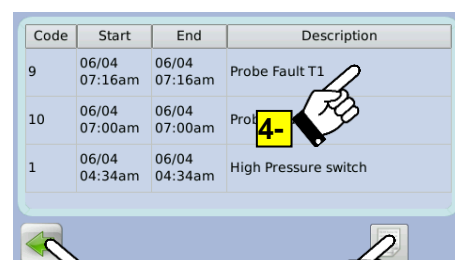 Code Start End Description
9 06/04 07:16am 06/04 07:16am Probe Fault T1
10 06/04 07:00am 06/04 07:00am
4-
1 06/04 04:34am 06/04 04:34am High Pressure switch